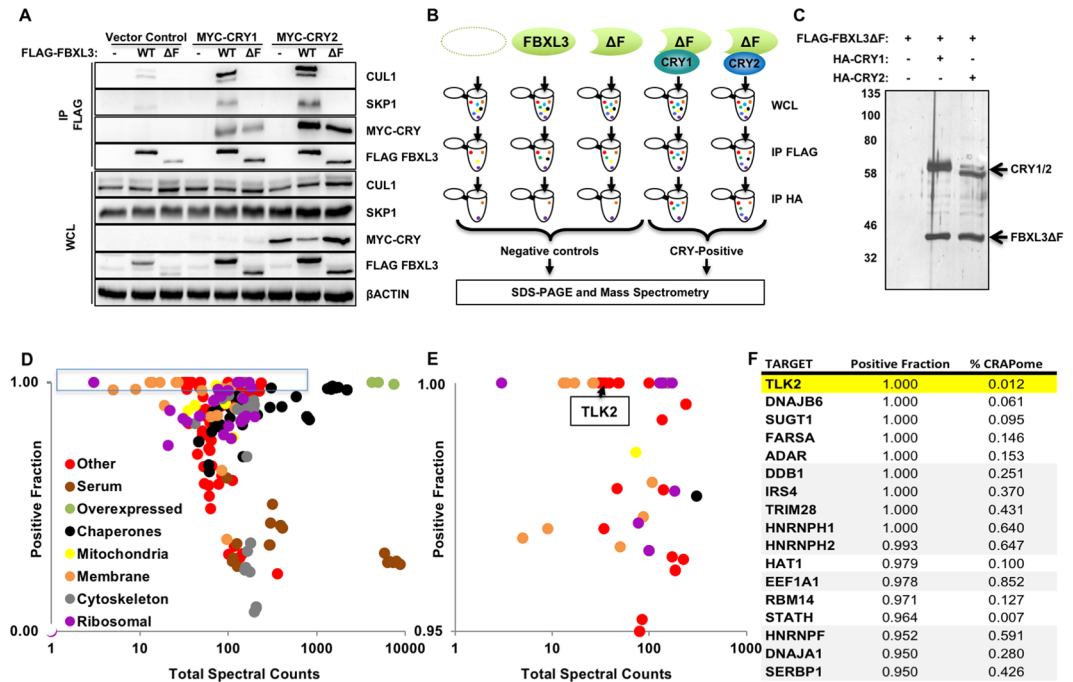 A
Vector Control MYC-CRY1 MYC-CRY2
FLAG-FBXL3: - WT ΔF - WT ΔF - WT ΔF
IP FLAG
CUL1
SKP1
MYC-CRY
FLAG FBXL3
WCL
CUL1
SKP1
MYC-CRY
FLAG FBXL3
βACTIN
B
FBXL3 ΔF ΔF ΔF
CRY1 CRY2
WCL
IP FLAG
IP HA
Negative controls CRY-Positive
SDS-PAGE and Mass Spectrometry
C
FLAG-FBXL3ΔF: + + +
HA-CRY1: - + -
HA-CRY2: - - +
135
100
80
58
46
32
CRY1/2
FBXL3ΔF
D
1.00
0.00
Positive Fraction
Other
Serum
Overexpressed
Chaperones
Mitochondria
Membrane
Cytoskeleton
Ribosomal
1 10 100 1000 10000
Total Spectral Counts
E
1.00
0.95
Positive Fraction
TLK2
1 10 100 1000
Total Spectral Counts
F
TARGET Positive Fraction % CRAPome
TLK2 1.000 0.012
DNAJB6 1.000 0.061
SUGT1 1.000 0.095
FARSA 1.000 0.146
ADAR 1.000 0.153
DDB1 1.000 0.251
IRS4 1.000 0.370
TRIM28 1.000 0.431
HNRNPH1 1.000 0.640
HNRNPH2 0.993 0.647
HAT1 0.979 0.100
EEF1A1 0.978 0.852
RBM14 0.971 0.127
STATH 0.964 0.007
HNRNPF 0.952 0.591
DNAJA1 0.950 0.280
SERBP1 0.950 0.426